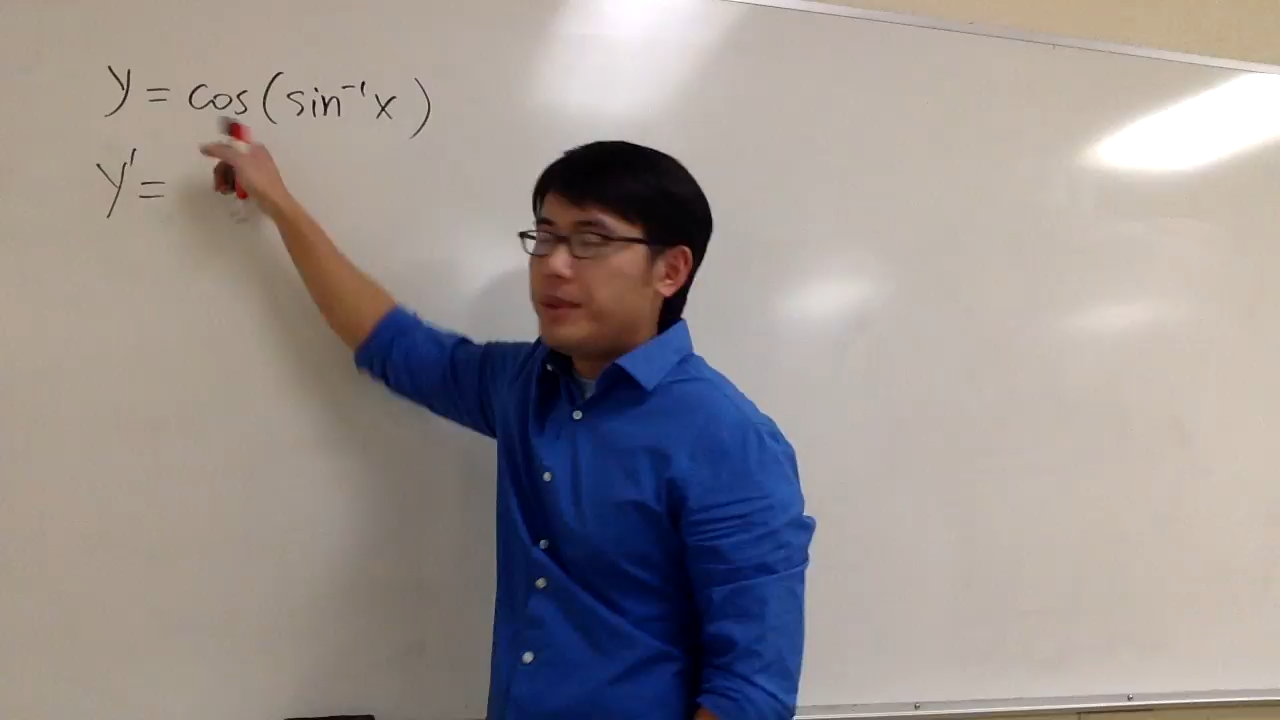 y = cos(sin⁻¹x)
y' =